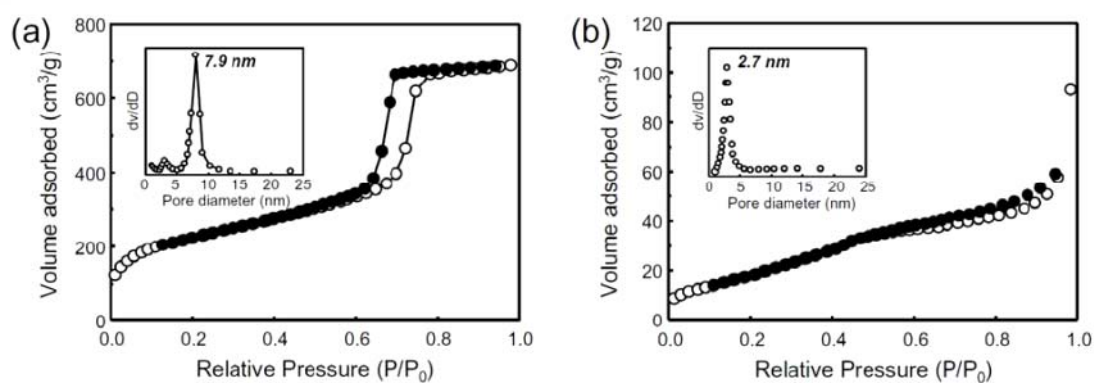 (a)
800
600
400
200
0
Volume adsorbed (cm³/g)
0.0 0.2 0.4 0.6 0.8 1.0
Relative Pressure (P/P₀)
7.9 nm
dv/dD
0 5 10 15 20 25
Pore diameter (nm)
(b)
120
100
80
60
40
20
0
Volume adsorbed (cm³/g)
0.0 0.2 0.4 0.6 0.8 1.0
Relative Pressure (P/P₀)
2.7 nm
dv/dD
0 5 10 15 20 25
Pore diameter (nm)